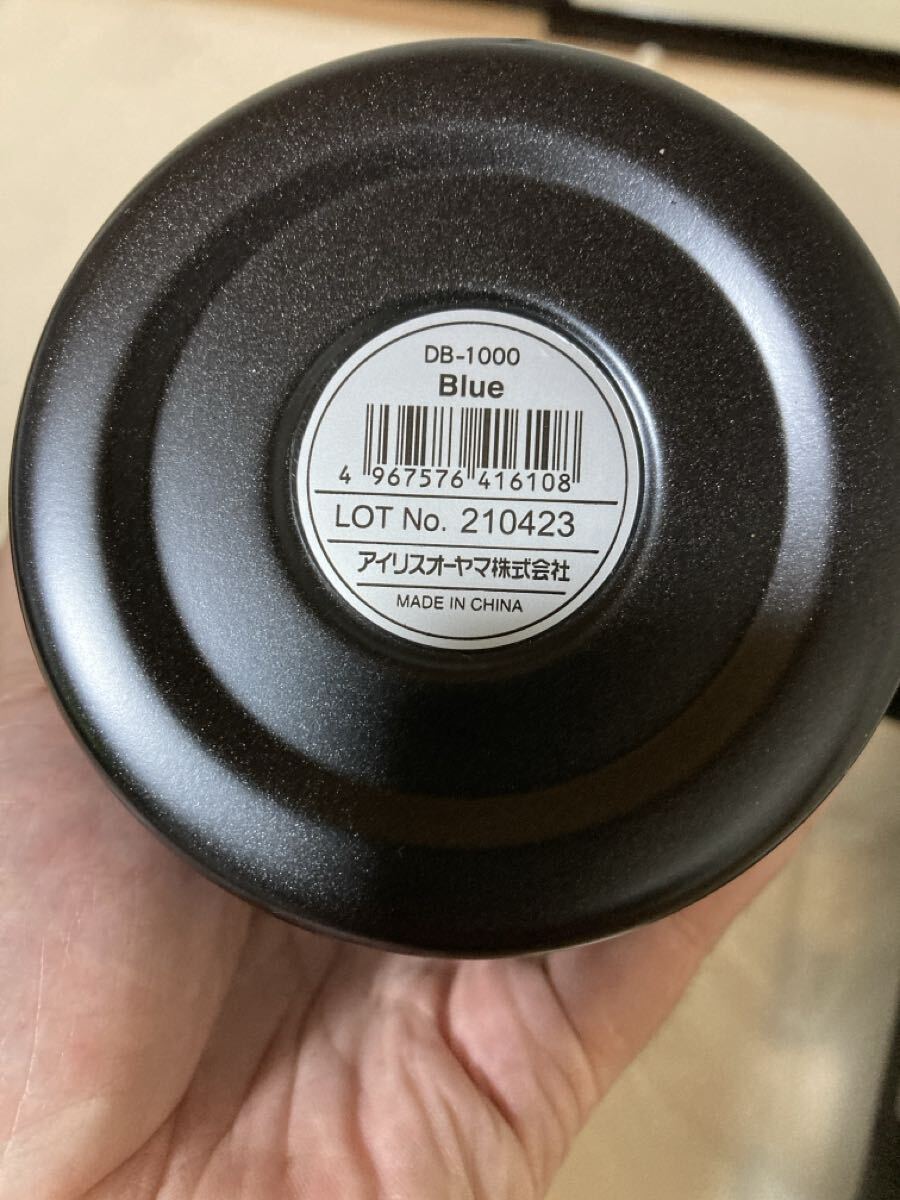 DB-1000
Blue
4 967576 416108
LOT No. 210423
アイリスオーヤマ株式会社
MADE IN CHINA